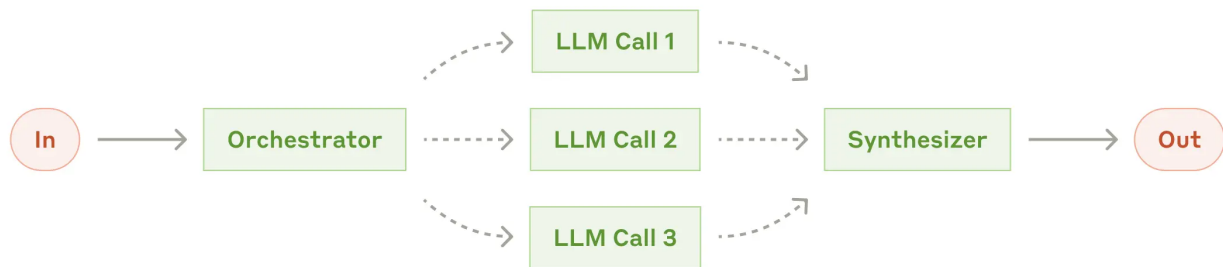 In
Orchestrator
LLM Call 1
LLM Call 2
LLM Call 3
Synthesizer
Out